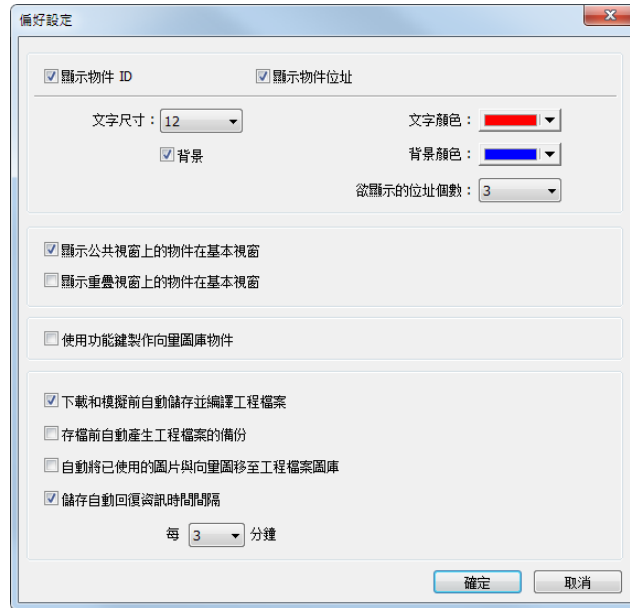 偏好設定
顯示物件 ID 顯示物件位址
文字尺寸： 12 文字顏色：
背景 背景顏色：
欲顯示的位址個數： 3
顯示公共視窗上的物件在基本視窗
顯示重疊視窗上的物件在基本視窗
使用功能鍵製作向量圖庫物件
下載和模擬前自動儲存並編譯工程檔案
存檔前自動產生工程檔案的備份
自動將已使用的圖片與向量圖移至工程檔案圖庫
儲存自動回復資訊時間間隔
每 3 分鐘
確定 取消